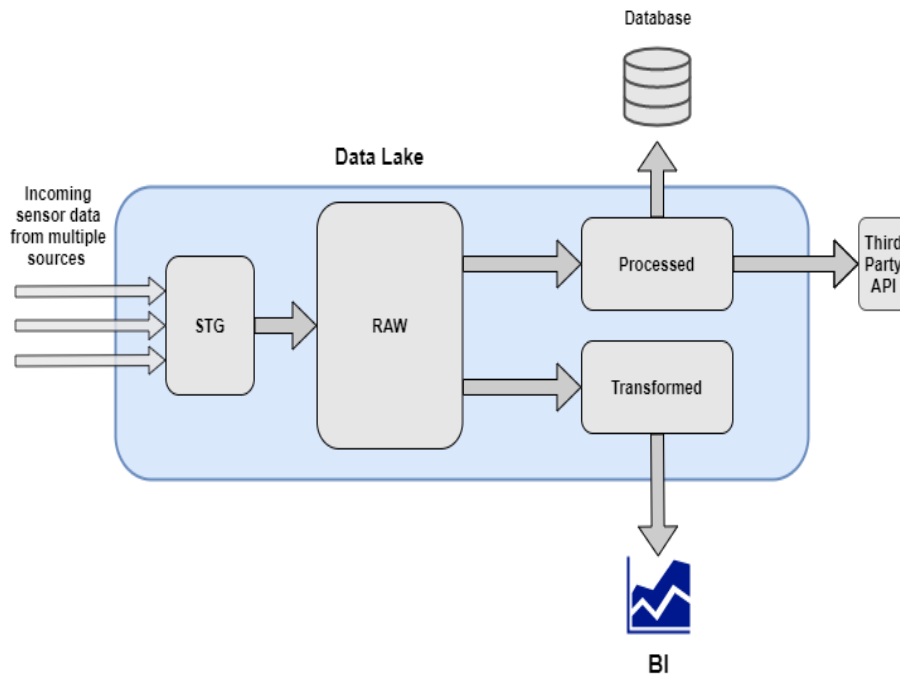 Database
Data Lake
Incoming
sensor data
from multiple
sources
STG
RAW
Processed
Third
Party
API
Transformed
BI